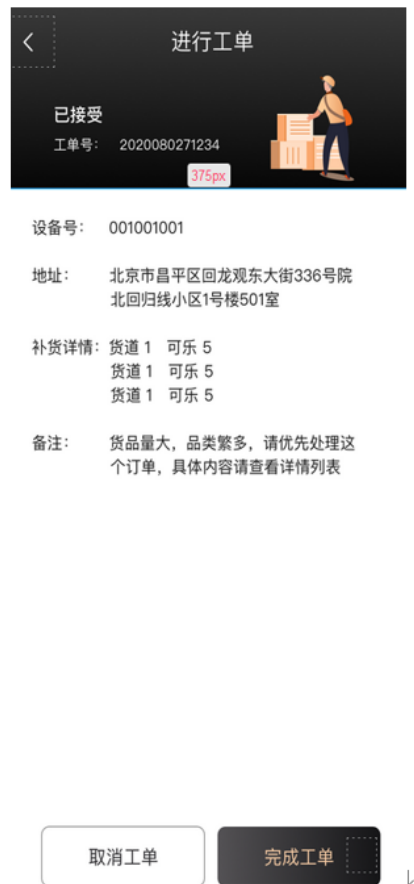 进行工单
已接受
工单号： 2020080271234
375px
设备号： 001001001
地址： 北京市昌平区回龙观东大街336号院
北回归线小区1号楼501室
补货详情： 货道 1 可乐 5
货道 1 可乐 5
货道 1 可乐 5
备注： 货品量大，品类繁多，请优先处理这
个订单，具体内容请查看详情列表
取消工单 完成工单